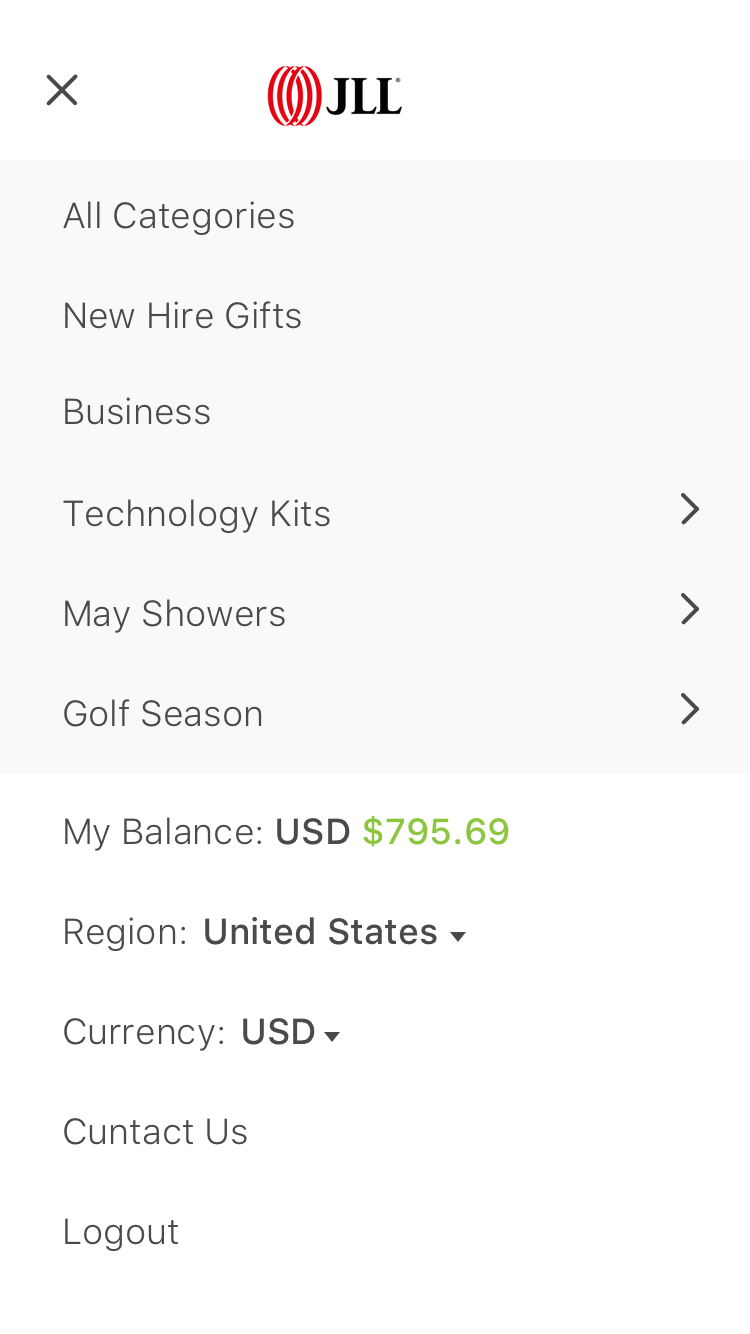 JLL
All Categories
New Hire Gifts
Business
Technology Kits
May Showers
Golf Season
My Balance: USD $795.69
Region: United States
Currency: USD
Cuntact Us
Logout